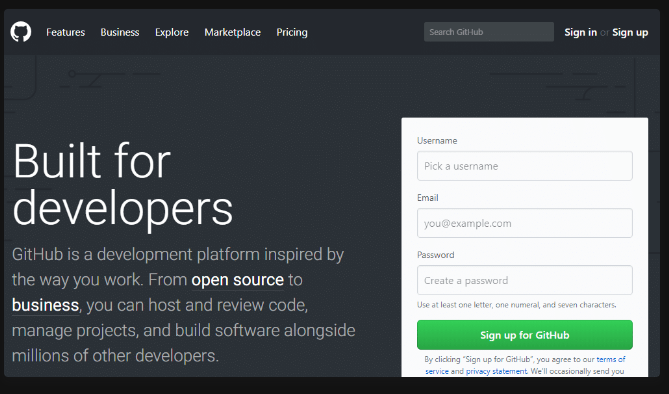 Features Business Explore Marketplace Pricing Search GitHub Sign in or Sign up
Built for
developers
GitHub is a development platform inspired by
the way you work. From open source to
business, you can host and review code,
manage projects, and build software alongside
millions of other developers.
Username
Pick a username
Email
you@example.com
Password
Create a password
Use at least one letter, one numeral, and seven characters.
Sign up for GitHub
By clicking “Sign up for GitHub”, you agree to our terms of
service and privacy statement. We’ll occasionally send you